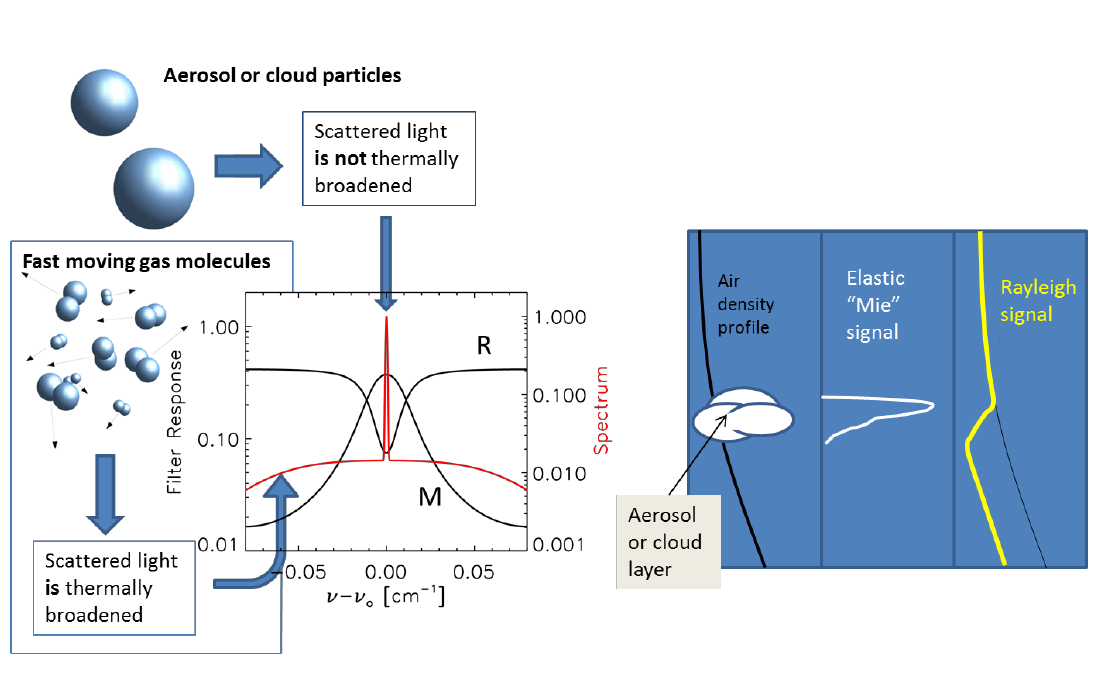 Aerosol or cloud particles
Scattered light
is not thermally
broadened
Fast moving gas molecules
Scattered light
is thermally
broadened
Filter Response
1.00
0.10
0.01
R
M
1.000
0.100
0.010
0.001
Spectrum
−0.05
0.00
0.05
ν−ν₀ [cm⁻¹]
Air
density
profile
Elastic
“Mie”
signal
Rayleigh
signal
Aerosol
or cloud
layer